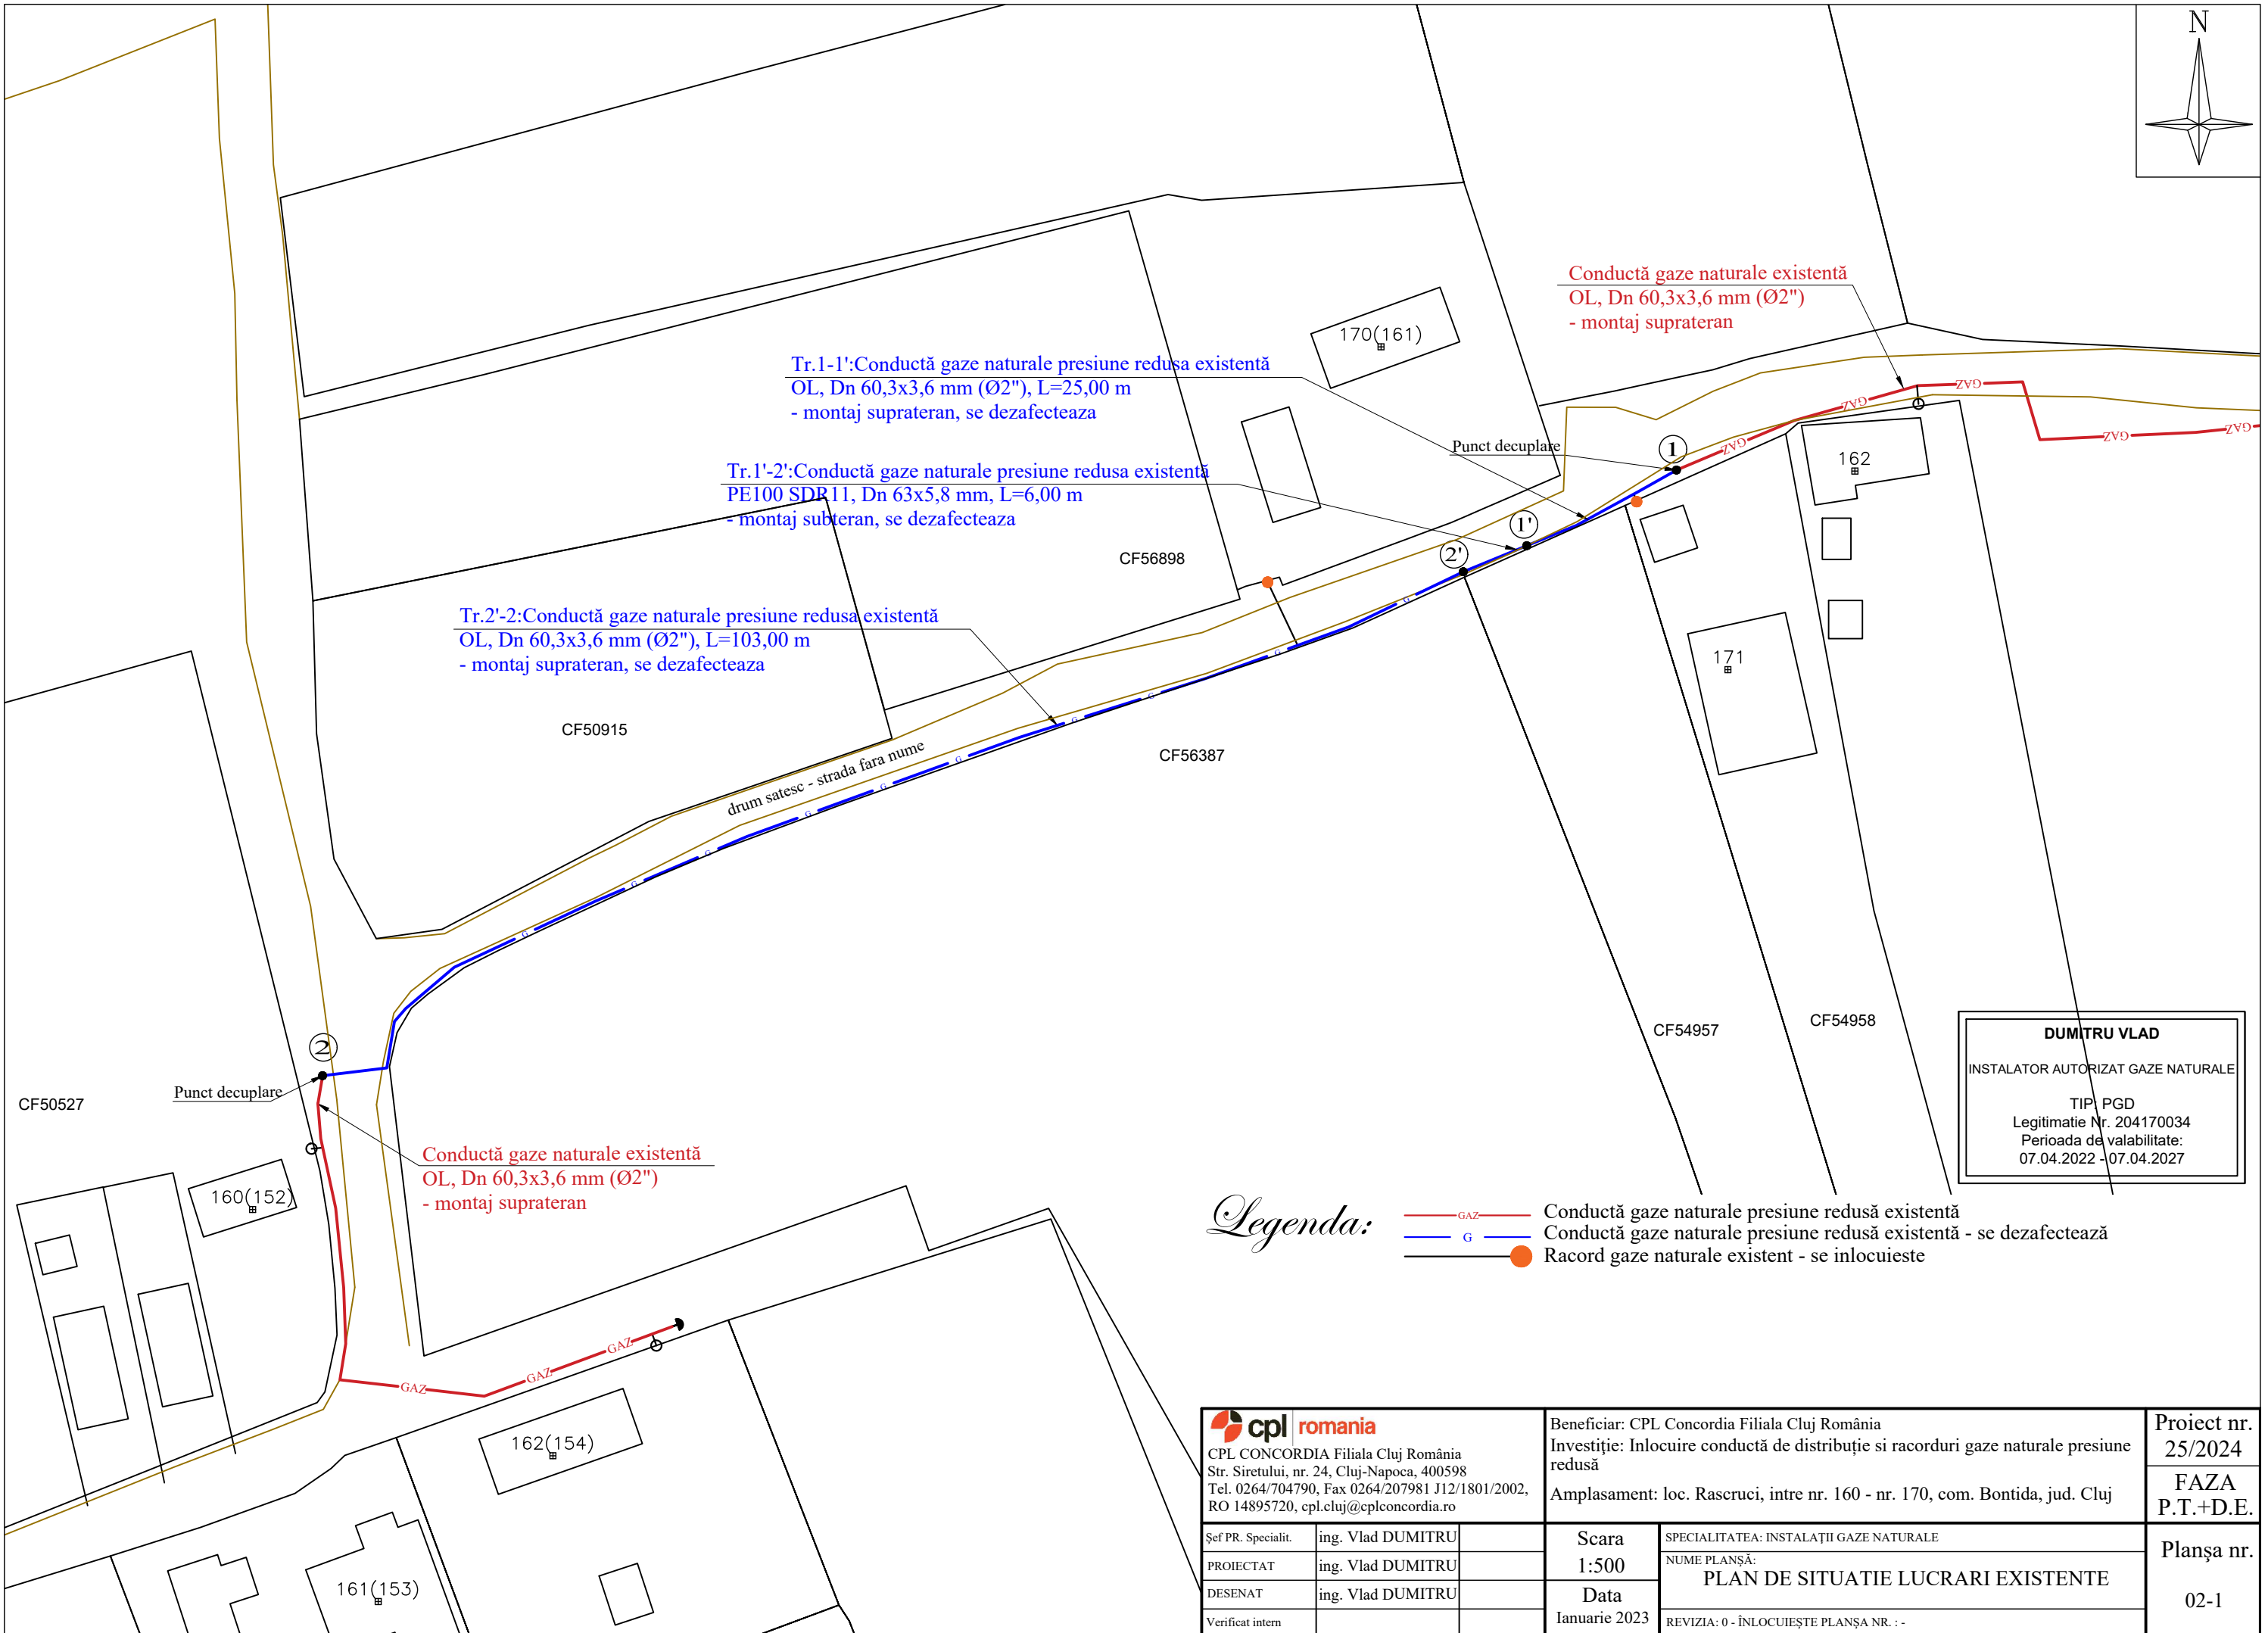 N
Conductă gaze naturale existentă
OL, Dn 60,3x3,6 mm (Ø2")
- montaj suprateran
170(161)
Tr.1-1':Conductă gaze naturale presiune redusa existentă
OL, Dn 60,3x3,6 mm (Ø2"), L=25,00 m
- montaj suprateran, se dezafecteaza
GAZ
GAZ
GAZ
GAZ
GAZ
Punct decuplare
1
162
Tr.1'-2':Conductă gaze naturale presiune redusa existentă
PE100 SDR11, Dn 63x5,8 mm, L=6,00 m
- montaj subteran, se dezafecteaza
1'
2'
CF56898
Tr.2'-2:Conductă gaze naturale presiune redusa existentă
OL, Dn 60,3x3,6 mm (Ø2"), L=103,00 m
- montaj suprateran, se dezafecteaza
G
G
G
G
G
G
G
G
G
G
171
CF50915
CF56387
drum satesc - strada fara nume
CF54957
CF54958
2
Punct decuplare
CF50527
Conductă gaze naturale existentă
OL, Dn 60,3x3,6 mm (Ø2")
- montaj suprateran
160(152)
GAZ
GAZ
GAZ
162(154)
161(153)
DUMITRU VLAD
INSTALATOR AUTORIZAT GAZE NATURALE
TIP: PGD
Legitimatie Nr. 204170034
Perioada de valabilitate:
07.04.2022 - 07.04.2027
Legenda:
GAZ
Conductă gaze naturale presiune redusă existentă
G
Conductă gaze naturale presiune redusă existentă - se dezafectează
Racord gaze naturale existent - se inlocuieste
cpl romania
CPL CONCORDIA Filiala Cluj România
Str. Siretului, nr. 24, Cluj-Napoca, 400598
Tel. 0264/704790, Fax 0264/207981 J12/1801/2002,
RO 14895720, cpl.cluj@cplconcordia.ro
Beneficiar: CPL Concordia Filiala Cluj România
Investiţie: Inlocuire conductă de distribuție si racorduri gaze naturale presiune
redusă
Amplasament: loc. Rascruci, intre nr. 160 - nr. 170, com. Bontida, jud. Cluj
Proiect nr.
25/2024
FAZA
P.T.+D.E.
Şef PR. Specialit.
ing. Vlad DUMITRU
PROIECTAT
ing. Vlad DUMITRU
DESENAT
ing. Vlad DUMITRU
Verificat intern
Scara
1:500
Data
Ianuarie 2023
SPECIALITATEA: INSTALAŢII GAZE NATURALE
NUME PLANŞĂ:
PLAN DE SITUATIE LUCRARI EXISTENTE
REVIZIA: 0 - ÎNLOCUIEŞTE PLANŞA NR. : -
Planşa nr.
02-1